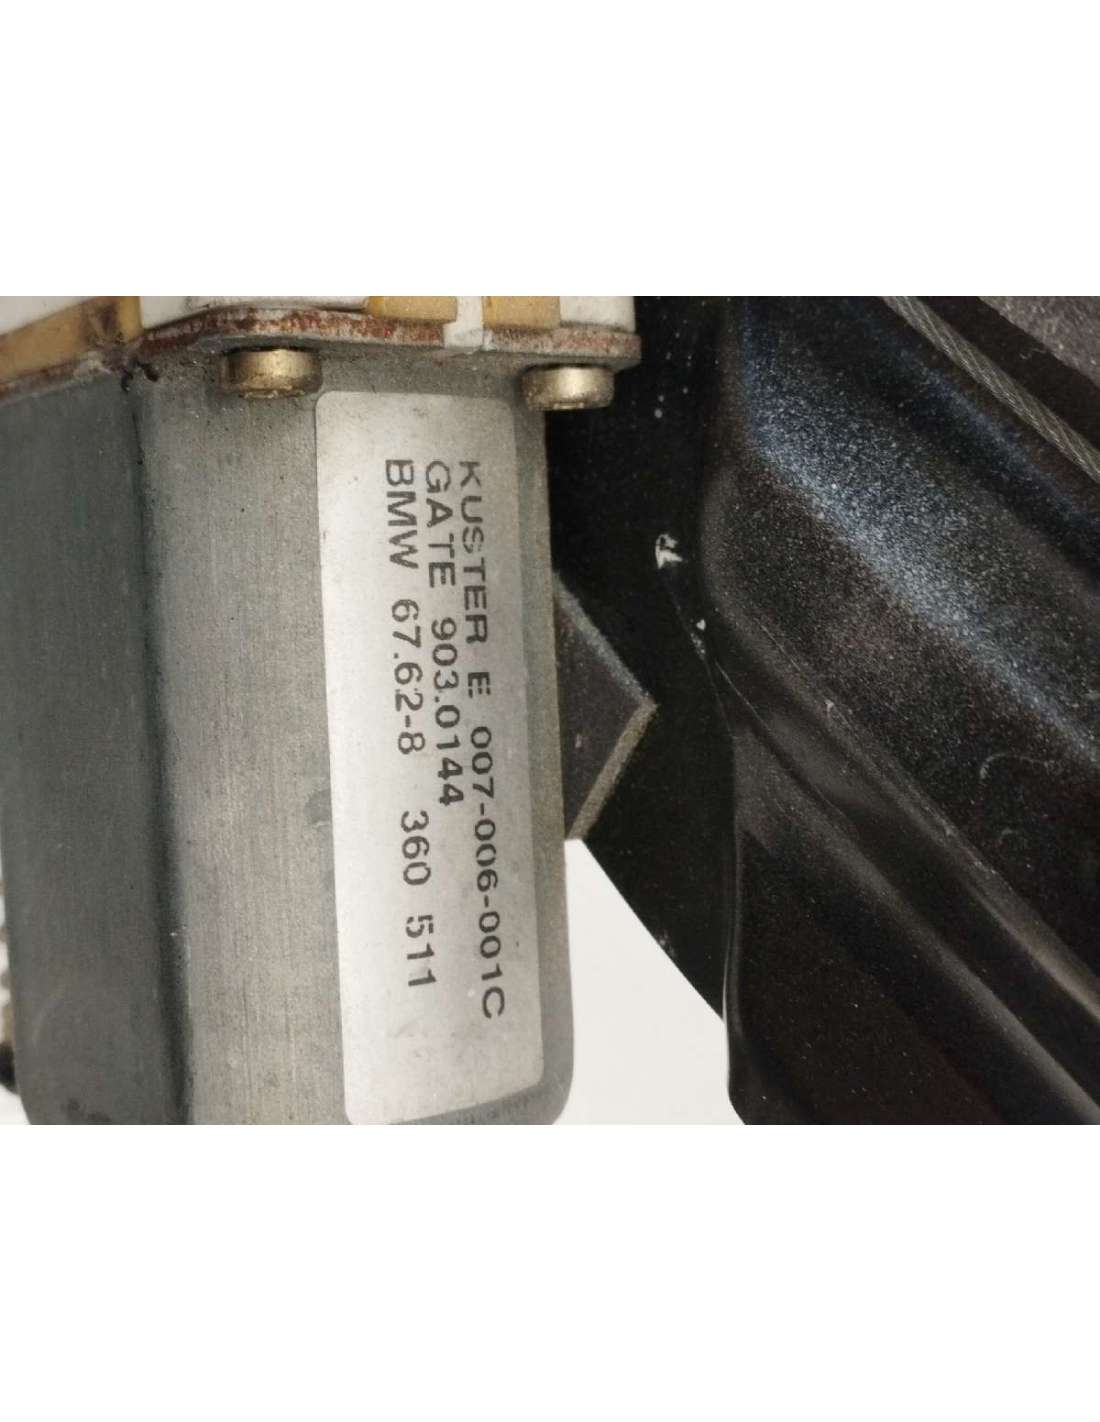 KUSTER E 007-006-001C
GATE 903.0144
BMW 67.62-8 360 511